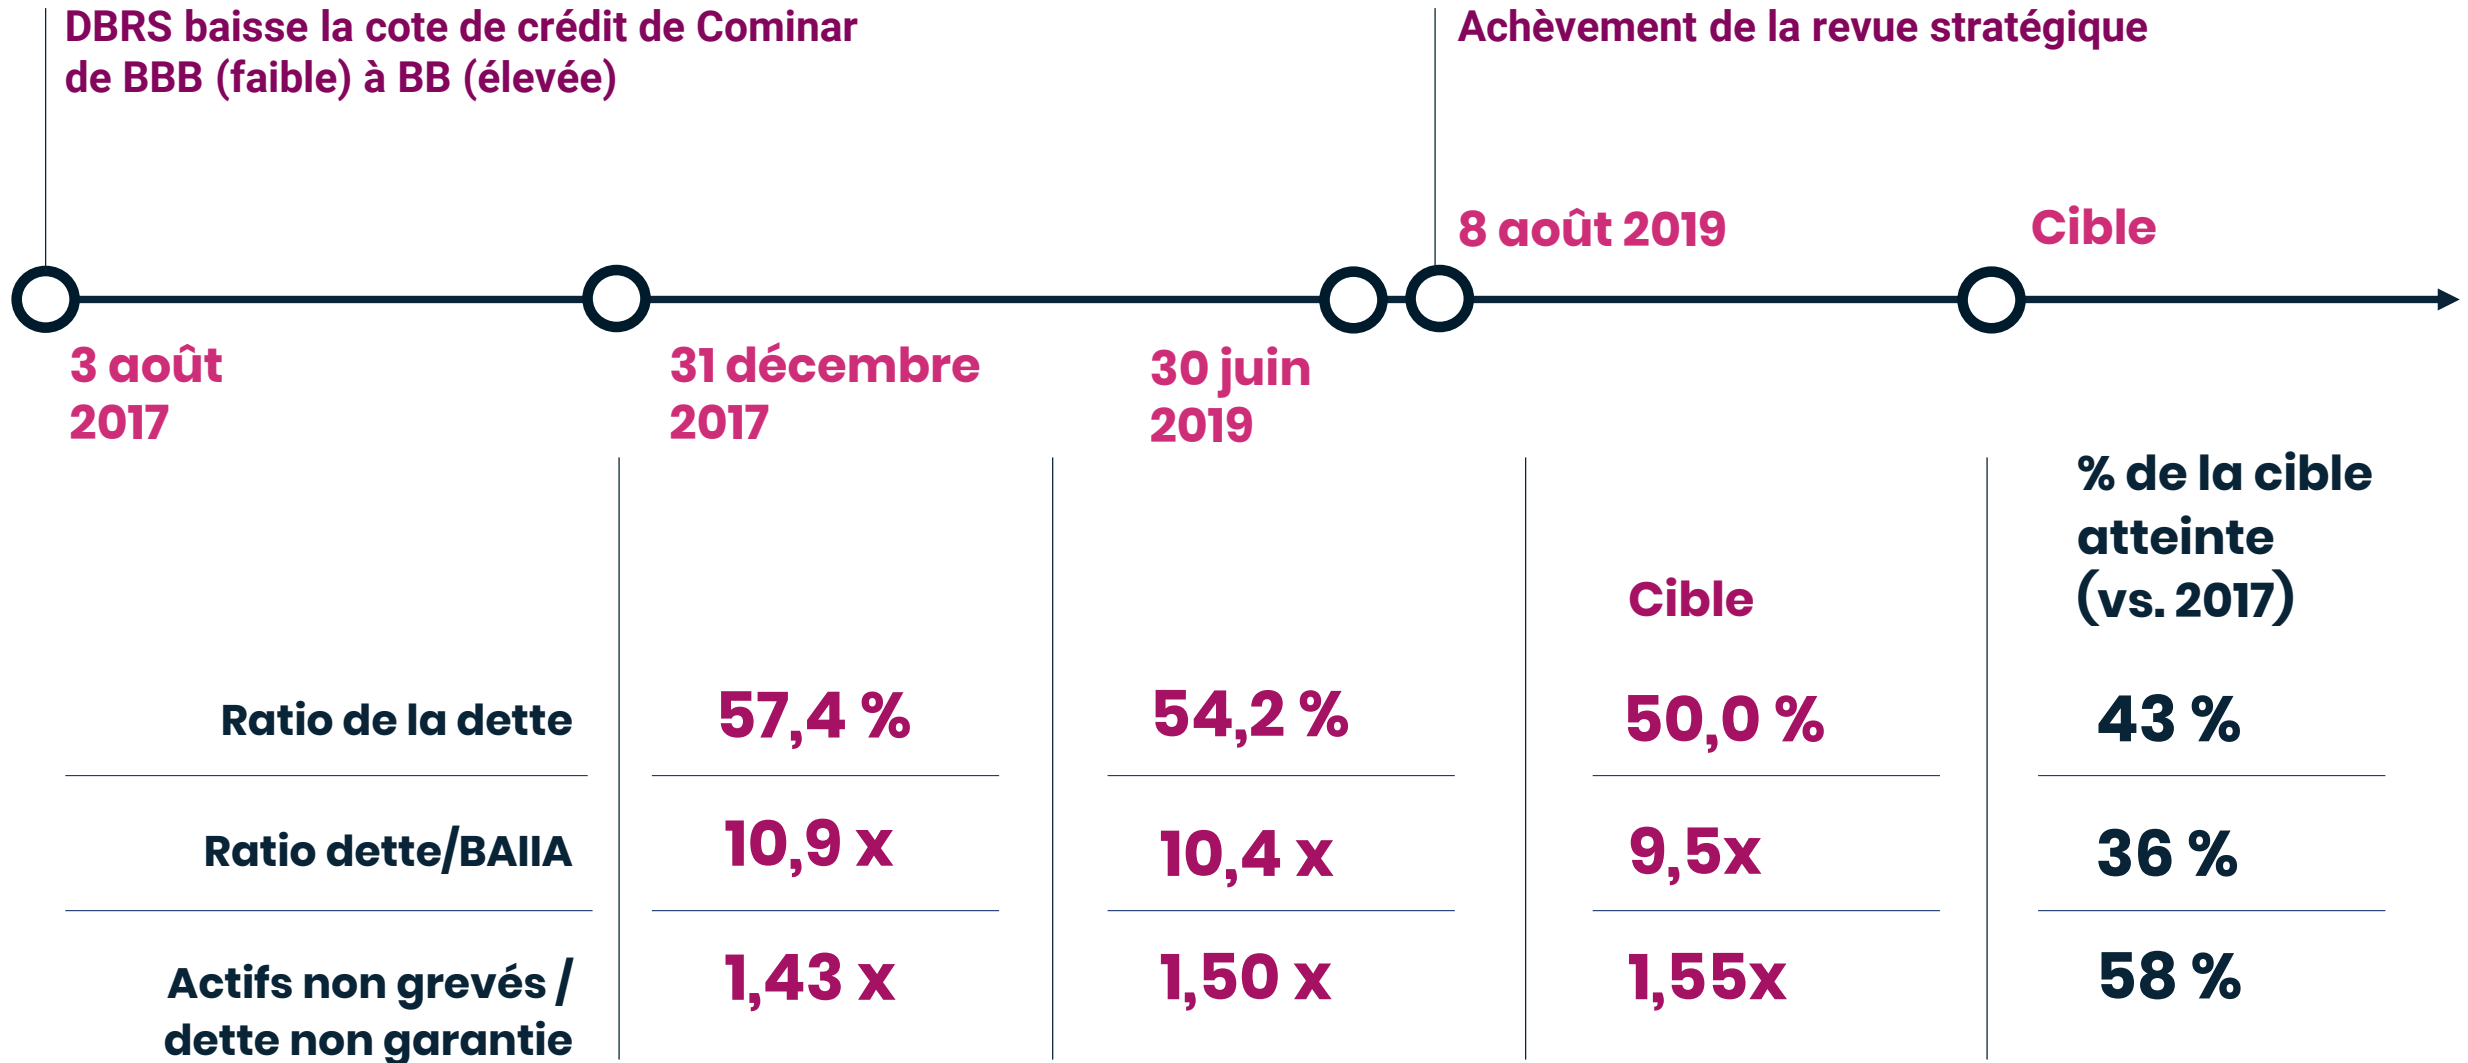 DBRS baisse la cote de crédit de Cominar
de BBB (faible) à BB (élevée)
Achèvement de la revue stratégique
8 août 2019
Cible
3 août
2017
31 décembre
2017
30 juin
2019
Cible
% de la cible
atteinte
(vs. 2017)
Ratio de la dette
57,4 %
54,2 %
50,0 %
43 %
Ratio dette/BAIIA
10,9 x
10,4 x
9,5x
36 %
Actifs non grevés /
dette non garantie
1,43 x
1,50 x
1,55x
58 %